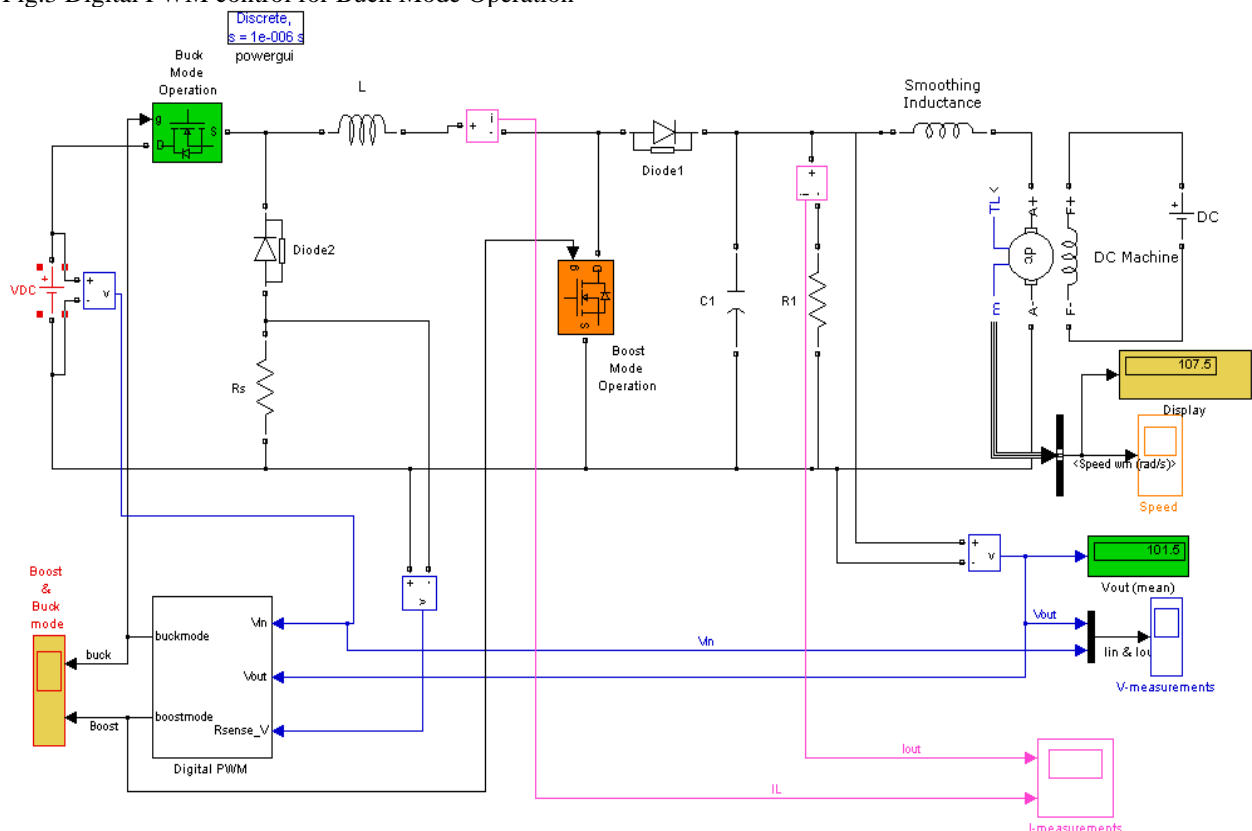 Fig.5 Digital PWM control for Buck Mode Operation
Discrete,
s = 1e-006 s
powergui
Buck
Mode
Operation
g
D
S
L
+
i
-
Diode1
Smoothing
Inductance
+
i
-
TL
A+
F+
dc
m
A-
F-
DC Machine
+
DC
VDC
+
+
-
v
Diode2
Rs
g
D
S
Boost
Mode
Operation
C1
R1
107.5
Display
<Speed wm (rad/s)>
Speed
+
-
v
101.5
Vout (mean)
+
-
v
Boost
&
Buck
mode
buck
Boost
buckmode
boostmode
Vin
Vout
Rsense_V
Digital PWM
Vin
Vout
Iin & Iou
V-measurements
Iout
IL
I-measurements